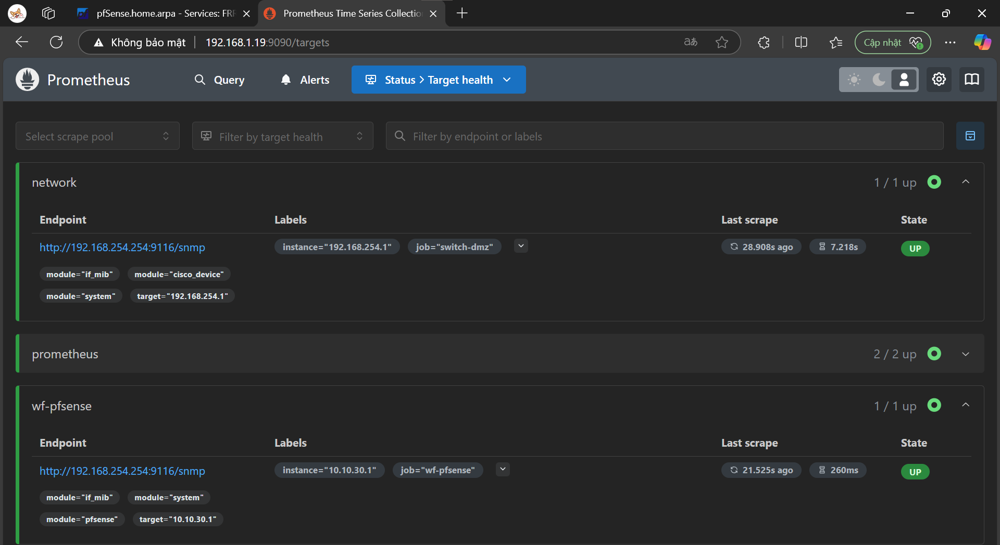 pfSense.home.arpa - Services: FRR
Prometheus Time Series Collectio
Không bảo mật
192.168.1.19:9090/targets
aあ
Cập nhật
Prometheus
Query
Alerts
Status > Target health
Select scrape pool
Filter by target health
Filter by endpoint or labels
network
1 / 1 up
Endpoint
Labels
Last scrape
State
http://192.168.254.254:9116/snmp
instance="192.168.254.1"
job="switch-dmz"
28.908s ago
7.218s
UP
module="if_mib"
module="cisco_device"
module="system"
target="192.168.254.1"
prometheus
2 / 2 up
wf-pfsense
1 / 1 up
Endpoint
Labels
Last scrape
State
http://192.168.254.254:9116/snmp
instance="10.10.30.1"
job="wf-pfsense"
21.525s ago
260ms
UP
module="if_mib"
module="system"
module="pfsense"
target="10.10.30.1"